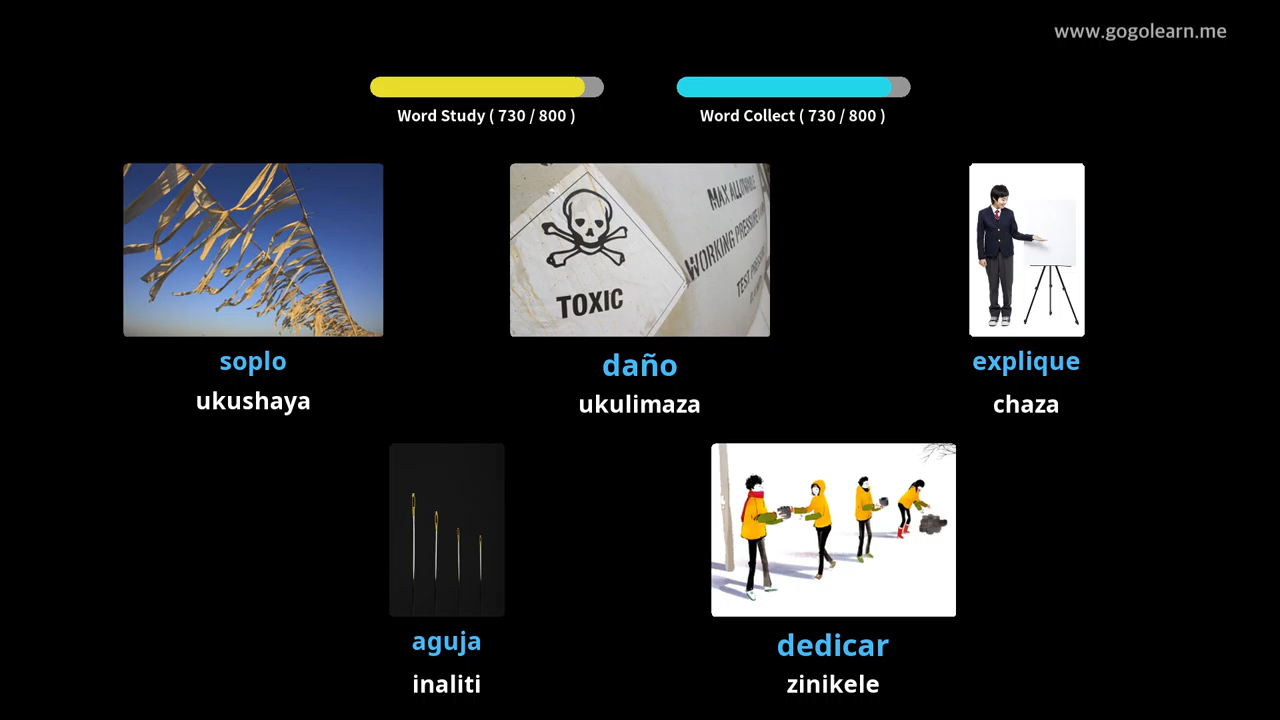 www.gogolearn.me
Word Study ( 730 / 800 )
Word Collect ( 730 / 800 )
TOXIC
MAX
WORKING PRESSURE
TEST
soplo
daño
explique
ukushaya
ukulimaza
chaza
aguja
dedicar
inaliti
zinikele